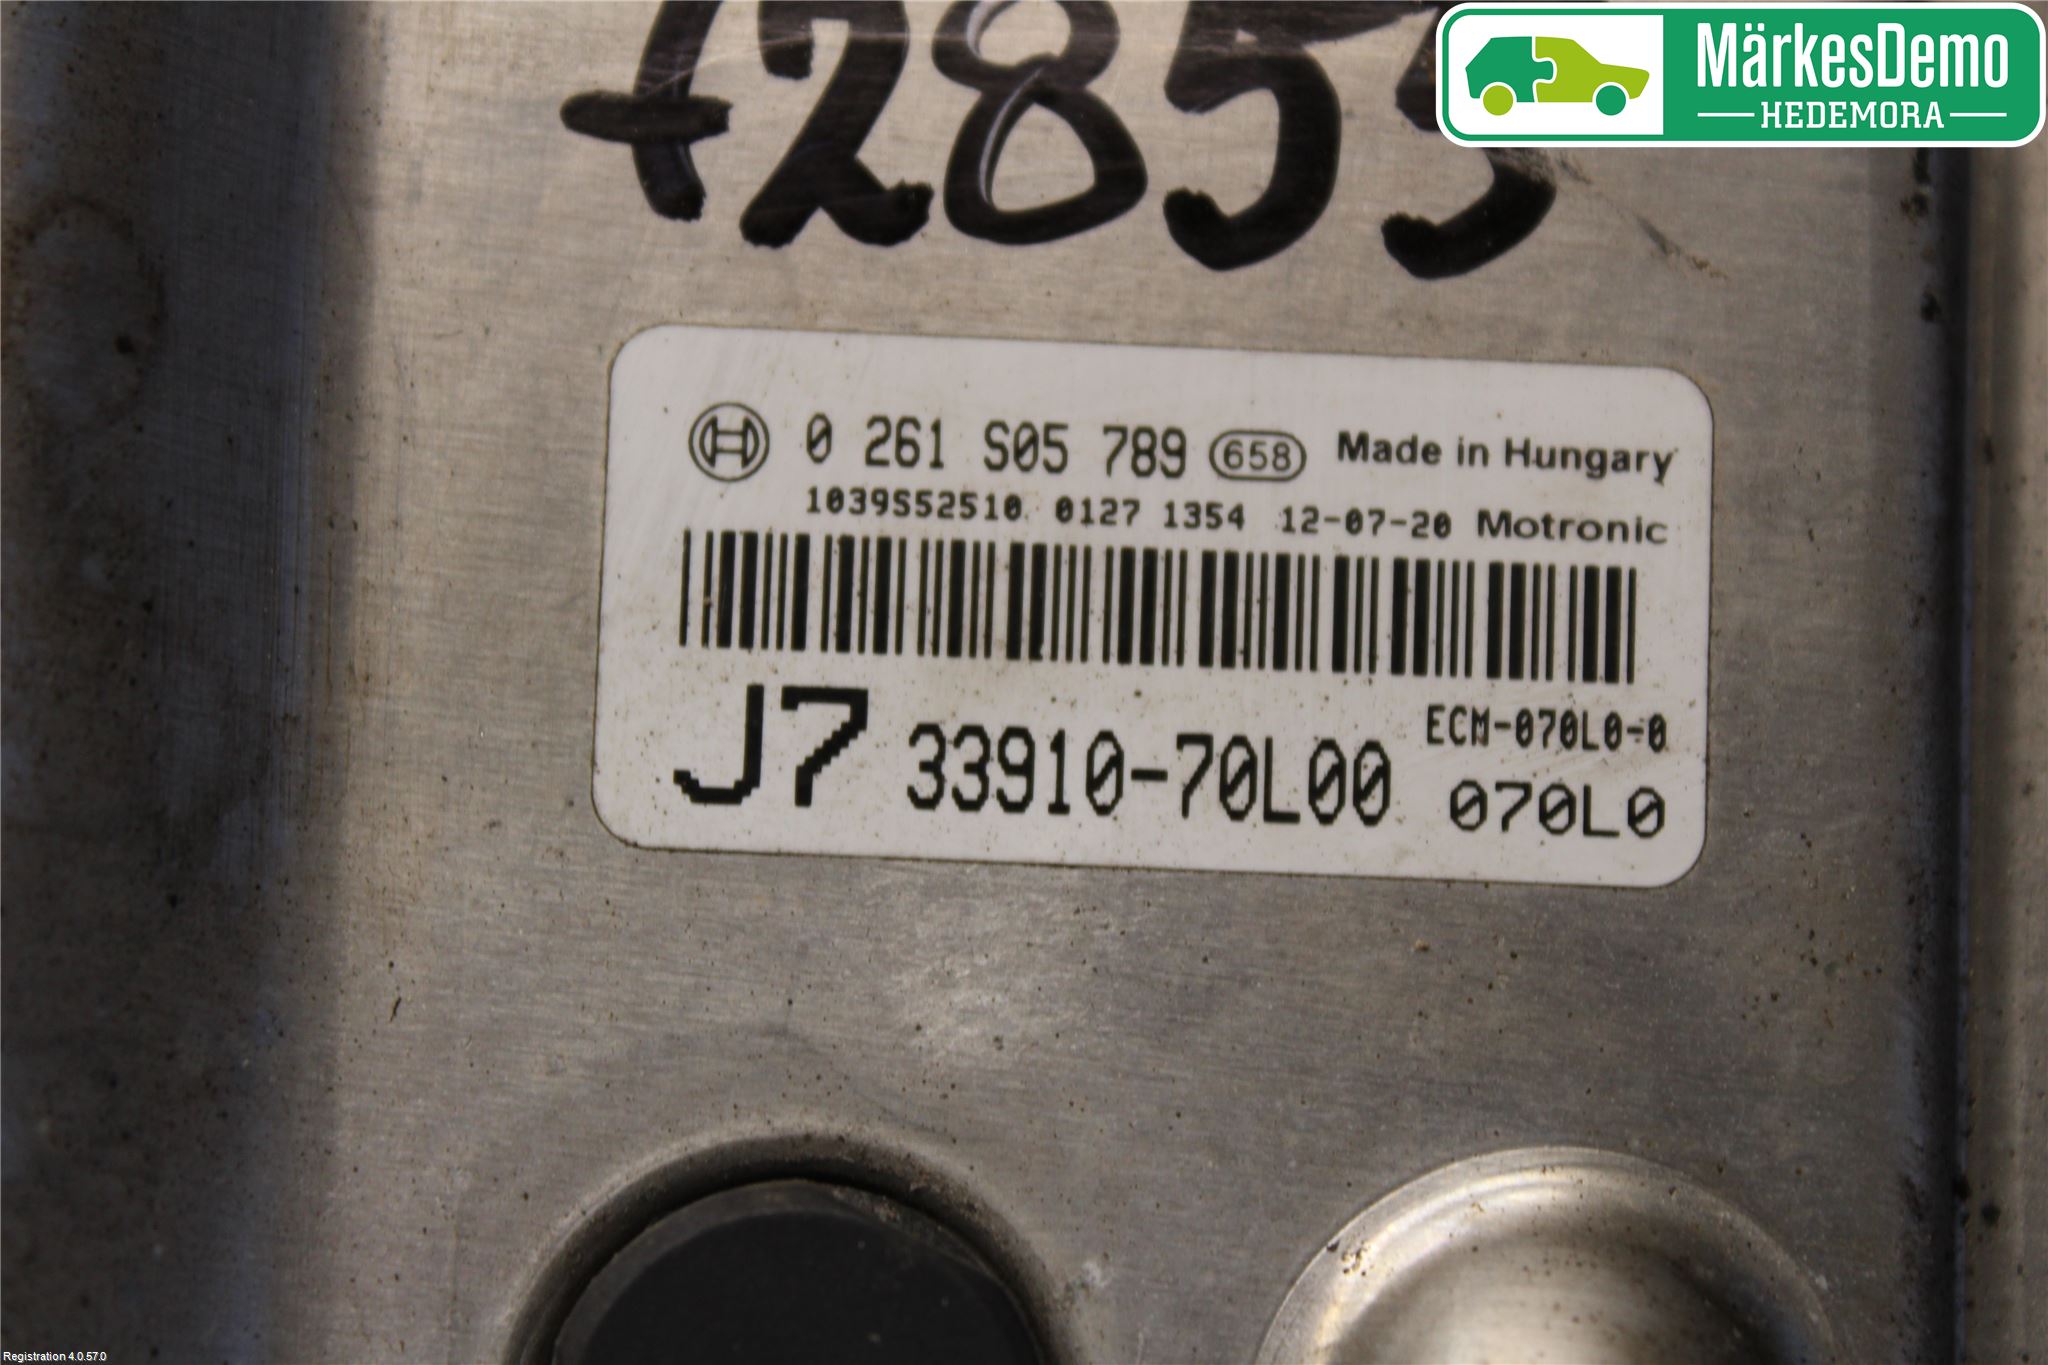 MärkesDemo
HEDEMORA
0 261 S05 789 658 Made in Hungary
1039S52510 0127 1354 12-07-20 Motronic
J7 33910-70L00 ECM-070L0-0
070L0
Registration 4.0.57.0